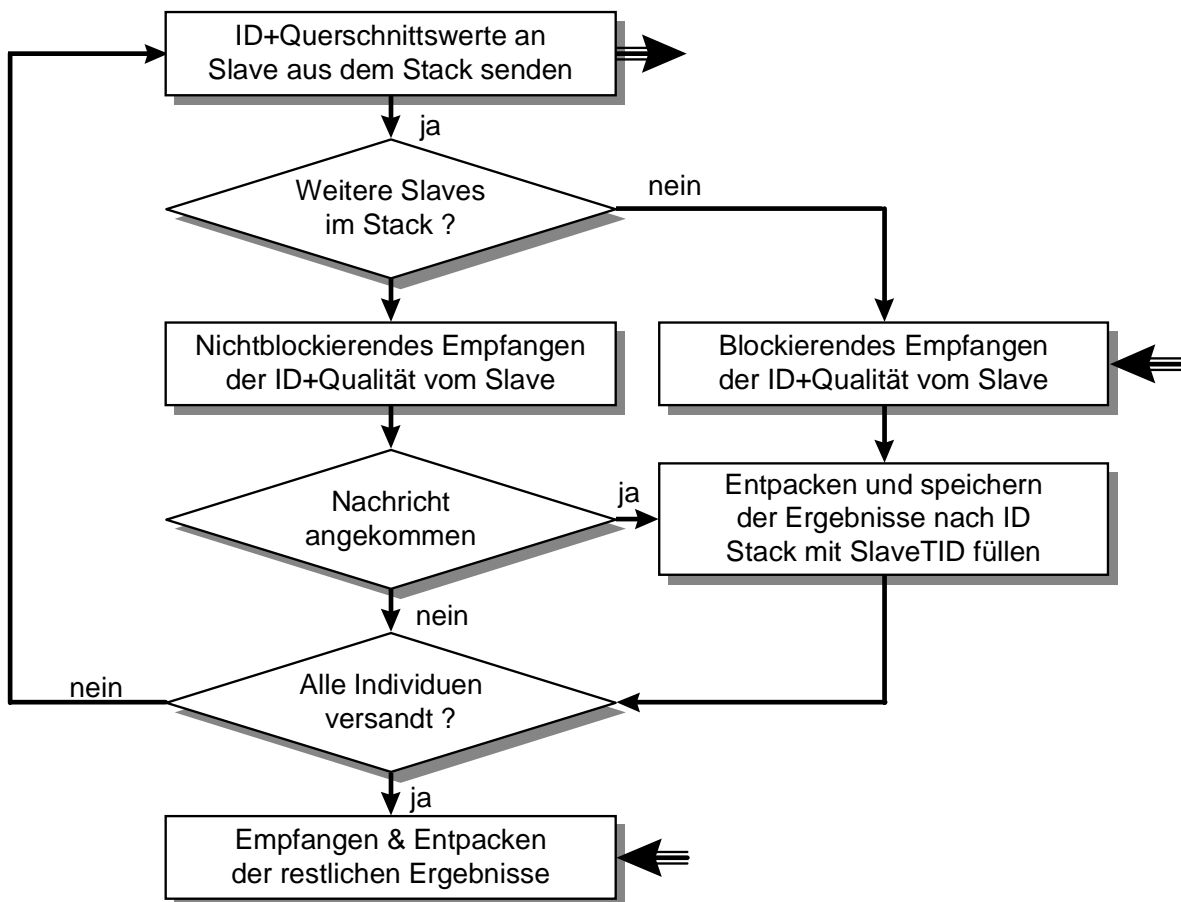 ID+Querschnittswerte an
Slave aus dem Stack senden
ja
Weitere Slaves
im Stack ?
nein
Nichtblockierendes Empfangen
der ID+Qualität vom Slave
Blockierendes Empfangen
der ID+Qualität vom Slave
Nachricht
angekommen
ja
Entpacken und speichern
der Ergebnisse nach ID
Stack mit SlaveTID füllen
nein
Alle Individuen
versandt ?
nein
ja
Empfangen & Entpacken
der restlichen Ergebnisse